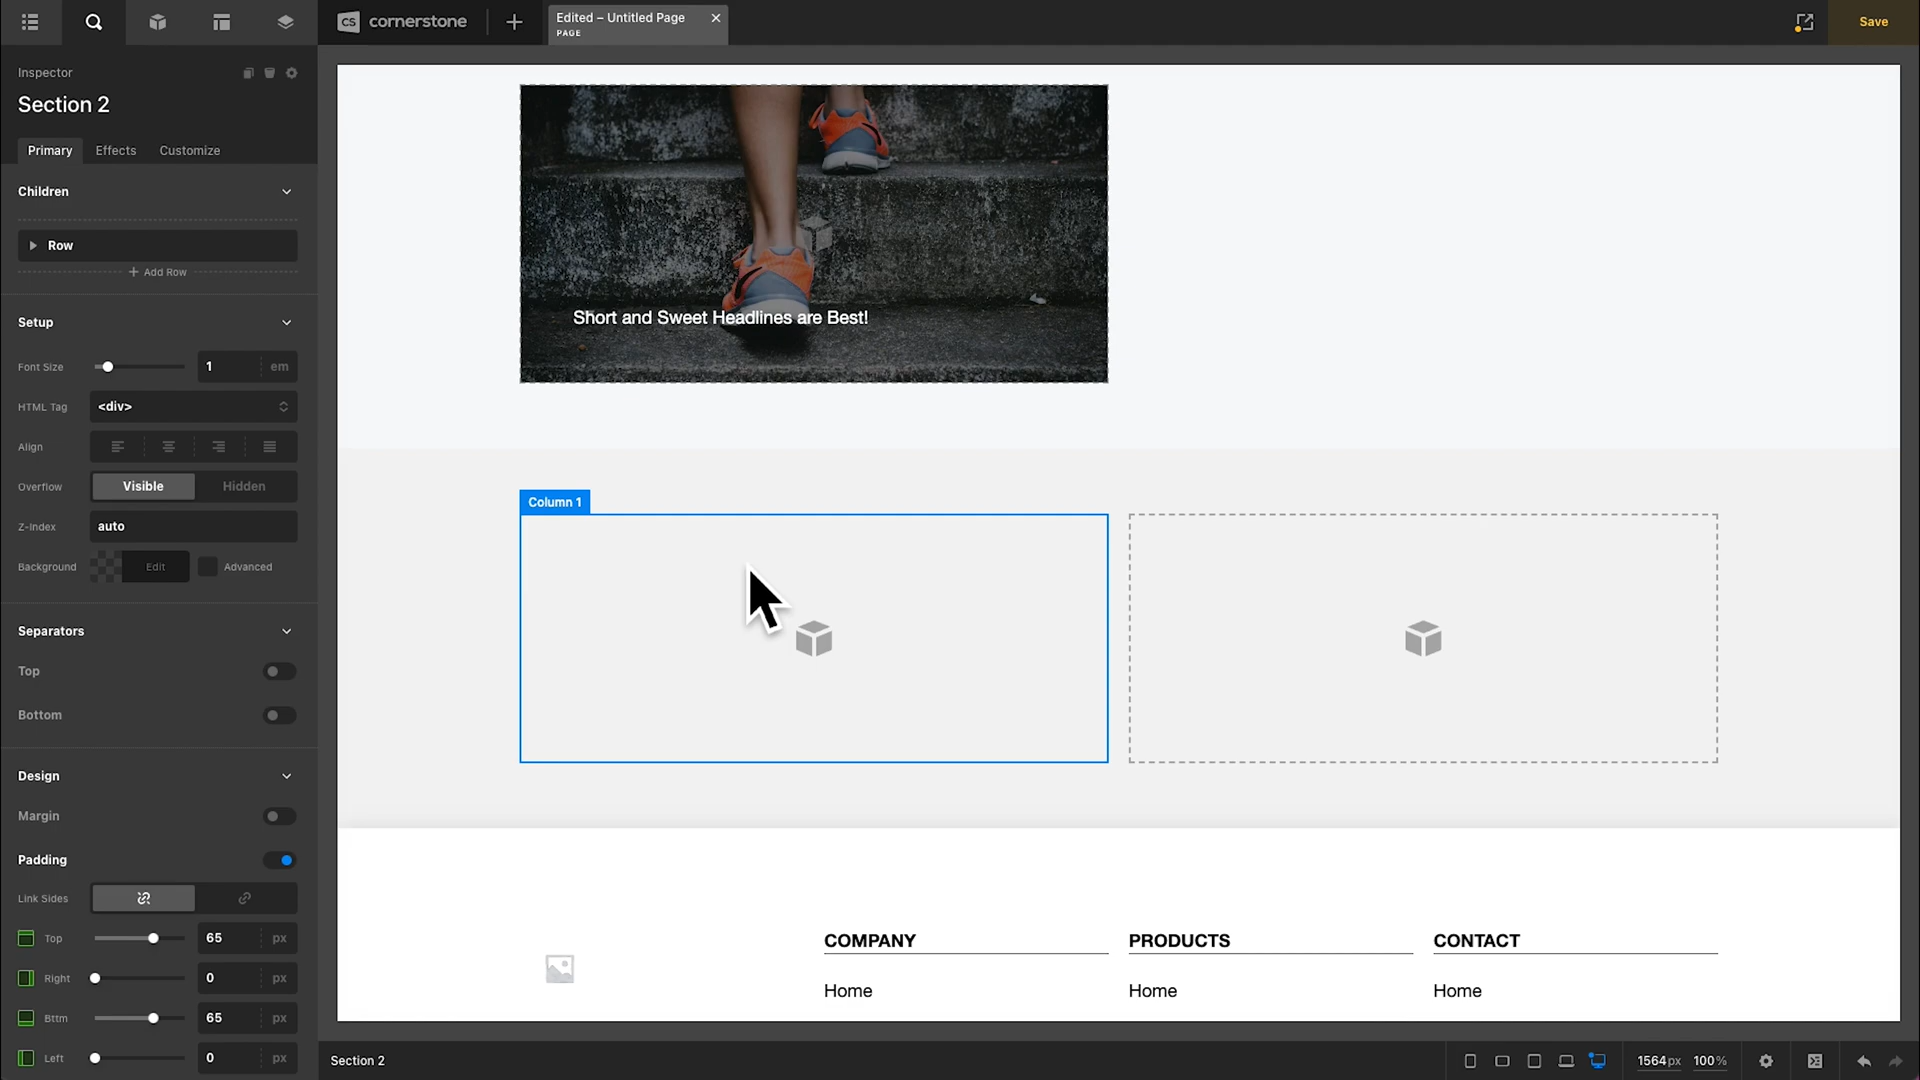 CS cornerstone
Edited – Untitled Page
PAGE
Save
Inspector
Section 2
Primary Effects Customize
Children
Row
Add Row
Setup
Font Size 1 em
HTML Tag <div>
Align
Overflow Visible Hidden
Z-Index auto
Background Edit Advanced
Separators
Top
Bottom
Design
Margin
Padding
Link Sides
Top 65 px
Right 0 px
Bttm 65 px
Left 0 px
Short and Sweet Headlines are Best!
Column 1
COMPANY PRODUCTS CONTACT
Home Home Home
Section 2
1564px 100%